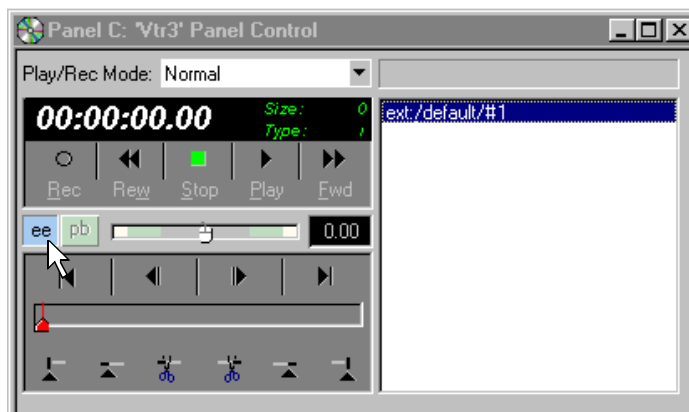 Panel C: 'Vtr3' Panel Control
Play/Rec Mode: Normal
00:00:00.00
Size: 0
Type: I
ext:/default/#1
Rec Rew Stop Play Fwd
ee pb 0.00